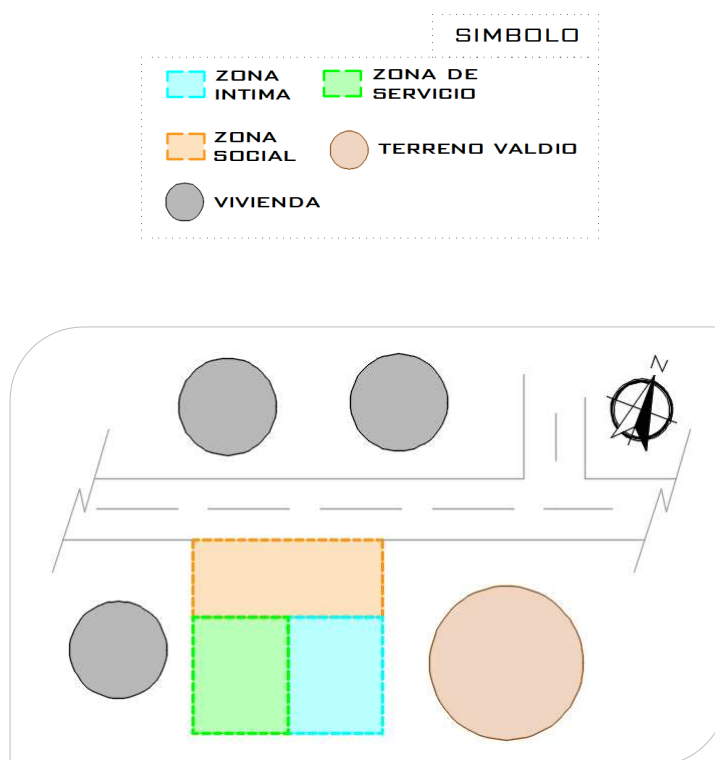 SIMBOLO
ZONA
INTIMA
ZONA DE
SERVICIO
ZONA
SOCIAL
TERRENO VALDIO
VIVIENDA
N